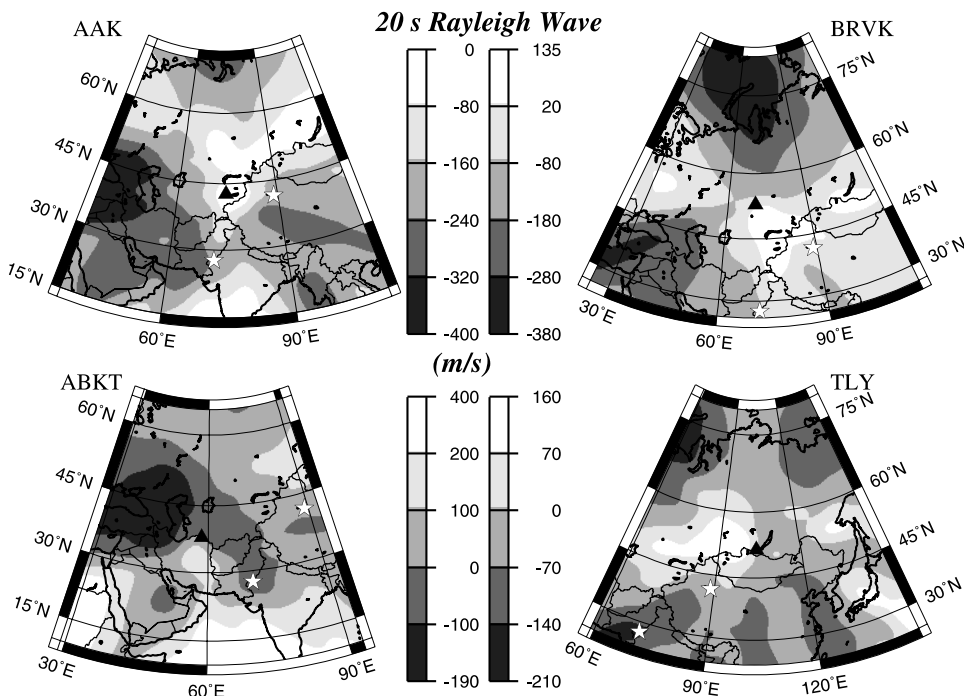 20 s Rayleigh Wave
AAK
60°N
45°N
30°N
15°N
60°E
90°E
0
-80
-160
-240
-320
-400
135
20
-80
-180
-280
-380
BRVK
75°N
60°N
45°N
30°N
30°E
60°E
90°E
(m/s)
ABKT
60°N
45°N
30°N
15°N
30°E
60°E
90°E
400
200
100
0
-100
-190
160
70
0
-70
-140
-210
TLY
75°N
60°N
45°N
30°N
60°E
90°E
120°E